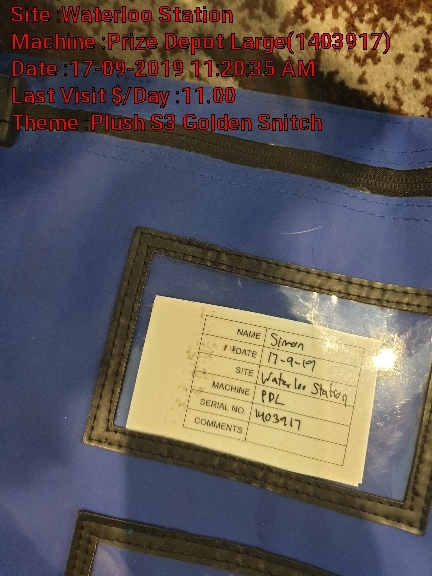 Site :Waterloo Station
Machine :Prize Depot Large(1403917)
Date :17-09-2019 11:20:35 AM
Last Visit $/Day :11.00
Theme :Plush S3 Golden Snitch
NAME Simon
DATE 17-9-19
SITE Waterloo Station
MACHINE PDL
SERIAL NO. 1403917
COMMENTS